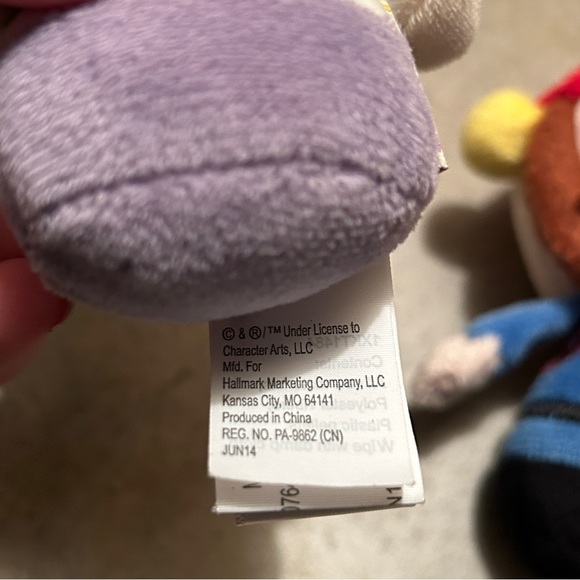 © & ®/™ Under License to
Character Arts, LLC
Mfd. For
Hallmark Marketing Company, LLC
Kansas City, MO 64141
Produced in China
REG. NO. PA-9862 (CN)
JUN14